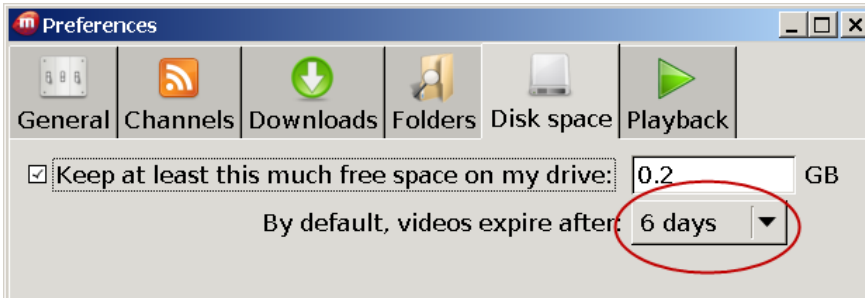 Preferences
General Channels Downloads Folders Disk space Playback
Keep at least this much free space on my drive: 0.2 GB
By default, videos expire after: 6 days